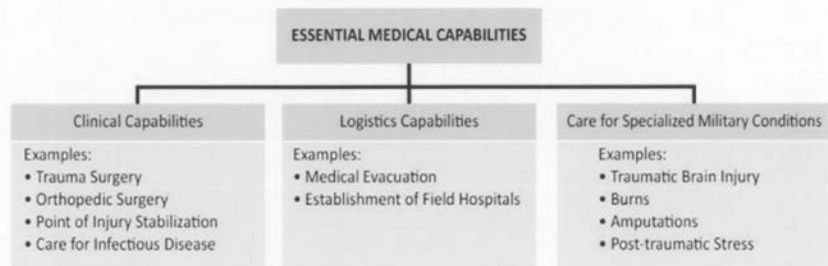 ESSENTIAL MEDICAL CAPABILITIES
Clinical Capabilities
Examples:
• Trauma Surgery
• Orthopedic Surgery
• Point of Injury Stabilization
• Care for Infectious Disease
Logistics Capabilities
Examples:
• Medical Evacuation
• Establishment of Field Hospitals
Care for Specialized Military Conditions
Examples:
• Traumatic Brain Injury
• Burns
• Amputations
• Post-traumatic Stress